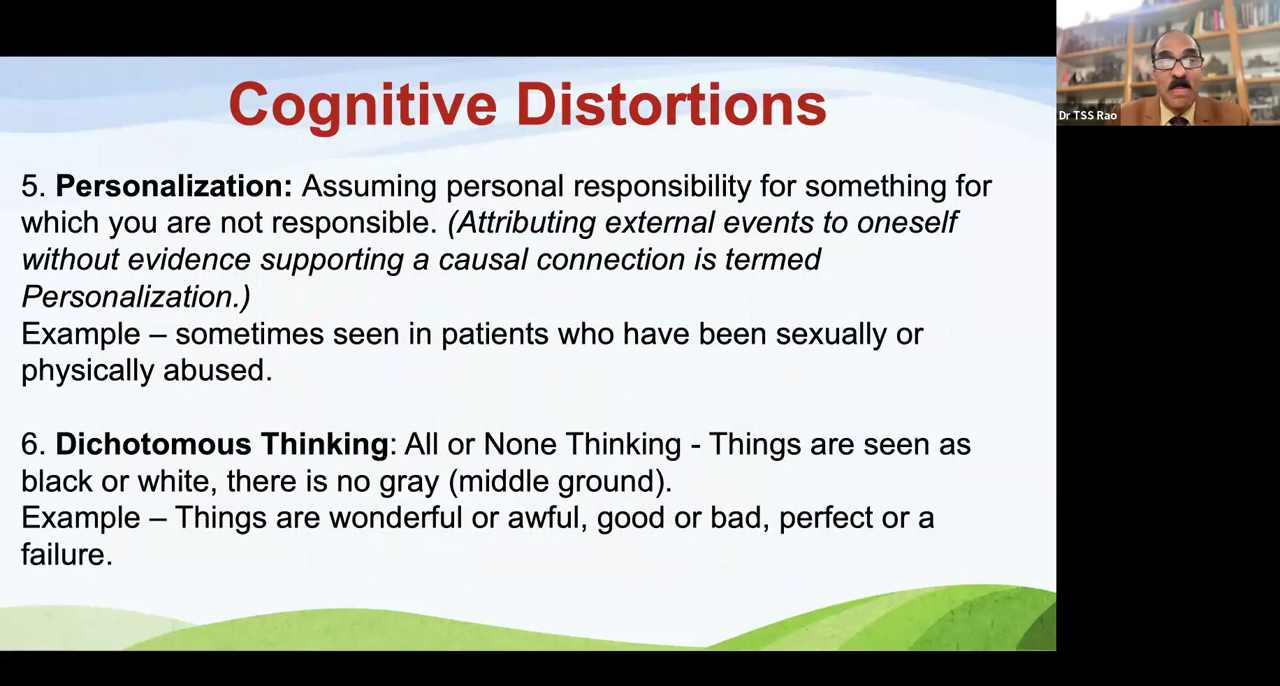 Cognitive Distortions
5. Personalization: Assuming personal responsibility for something for
which you are not responsible. (Attributing external events to oneself
without evidence supporting a causal connection is termed
Personalization.)
Example – sometimes seen in patients who have been sexually or
physically abused.
6. Dichotomous Thinking: All or None Thinking - Things are seen as
black or white, there is no gray (middle ground).
Example – Things are wonderful or awful, good or bad, perfect or a
failure.
Dr TSS Rao